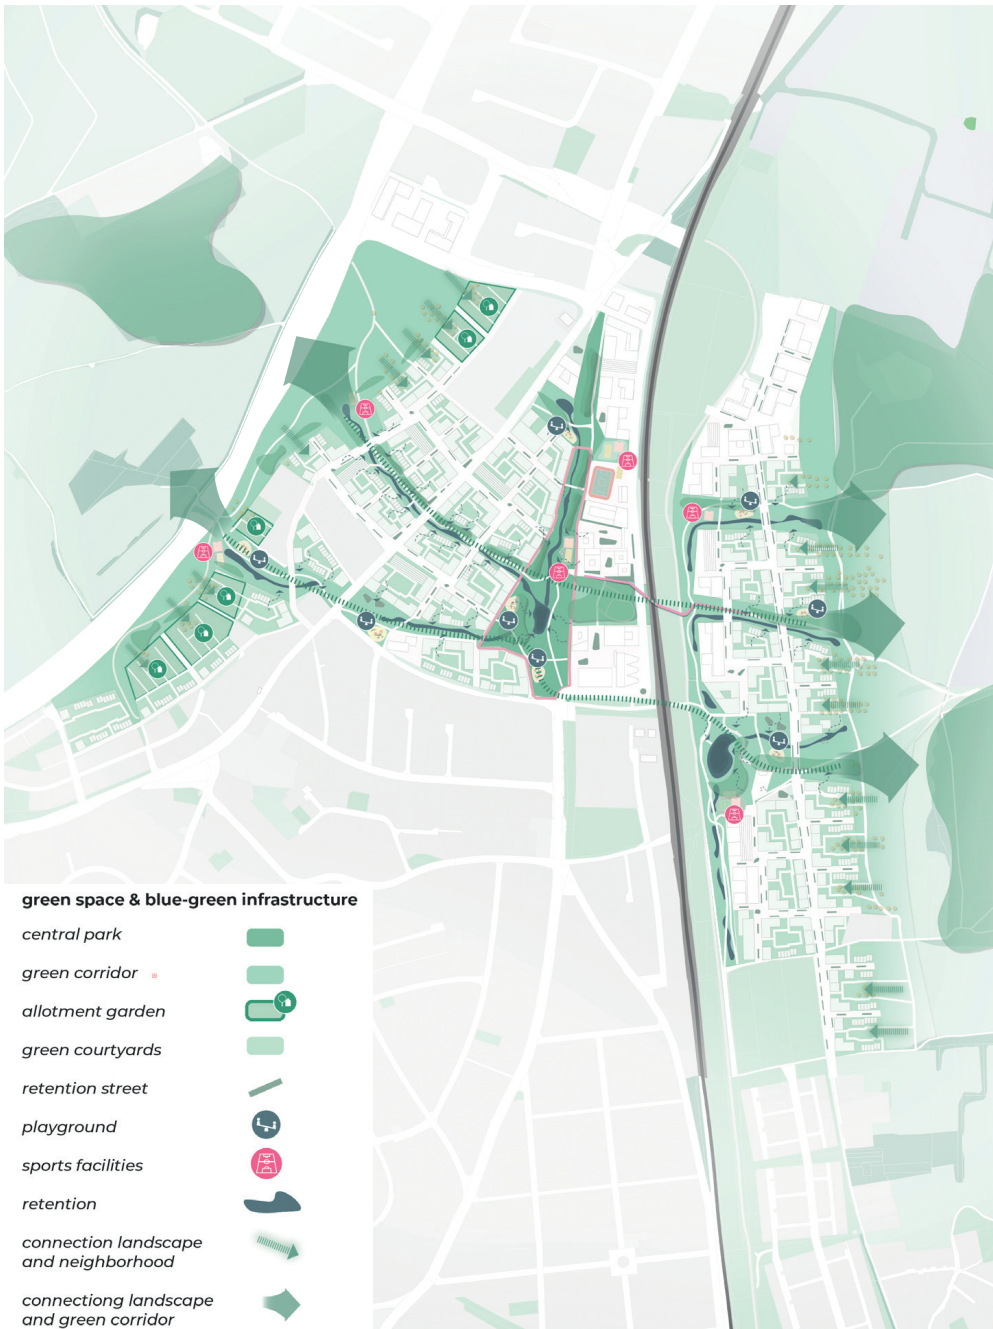 green space & blue-green infrastructure
central park
green corridor
allotment garden
green courtyards
retention street
playground
sports facilities
retention
connection landscape
and neighborhood
connectiong landscape
and green corridor